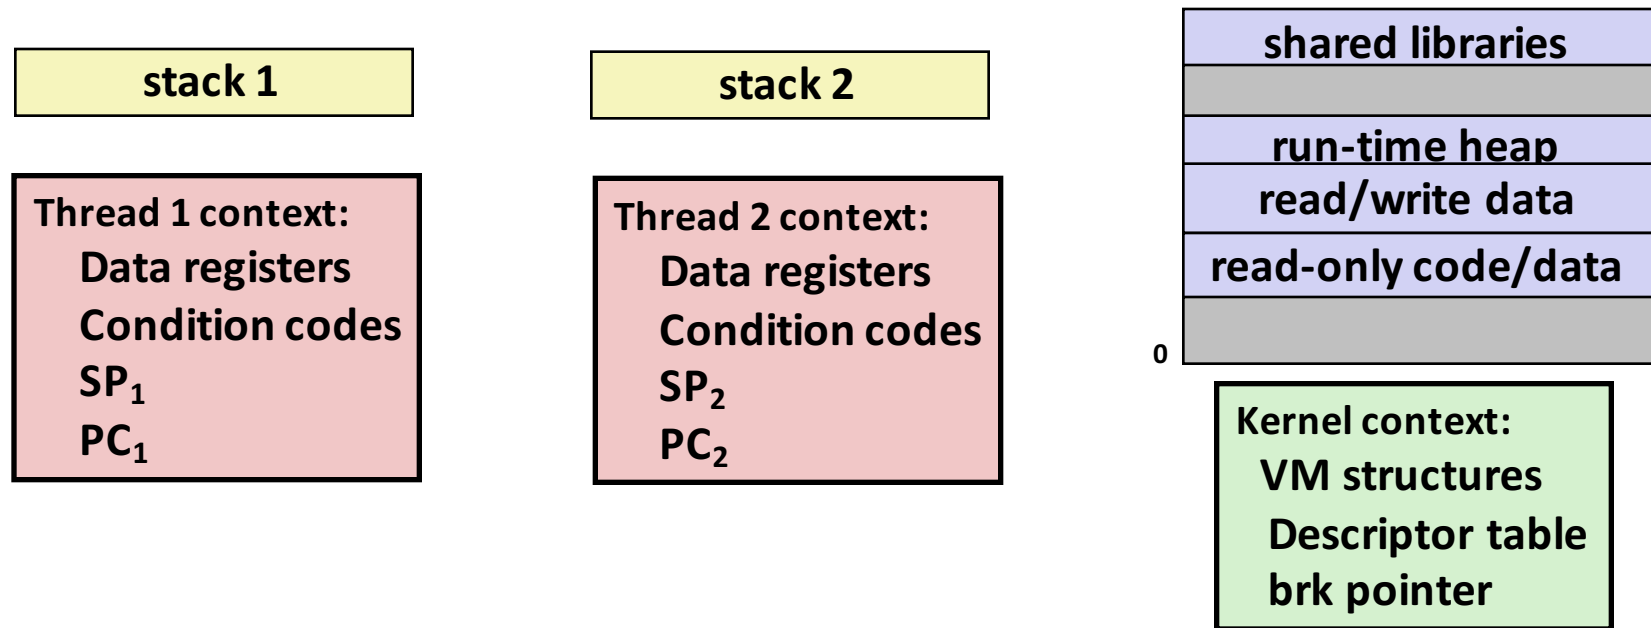 stack 1
Thread 1 context:
Data registers
Condition codes
SP₁
PC₁
stack 2
Thread 2 context:
Data registers
Condition codes
SP₂
PC₂
shared libraries
run-time heap
read/write data
read-only code/data
0
Kernel context:
VM structures
Descriptor table
brk pointer